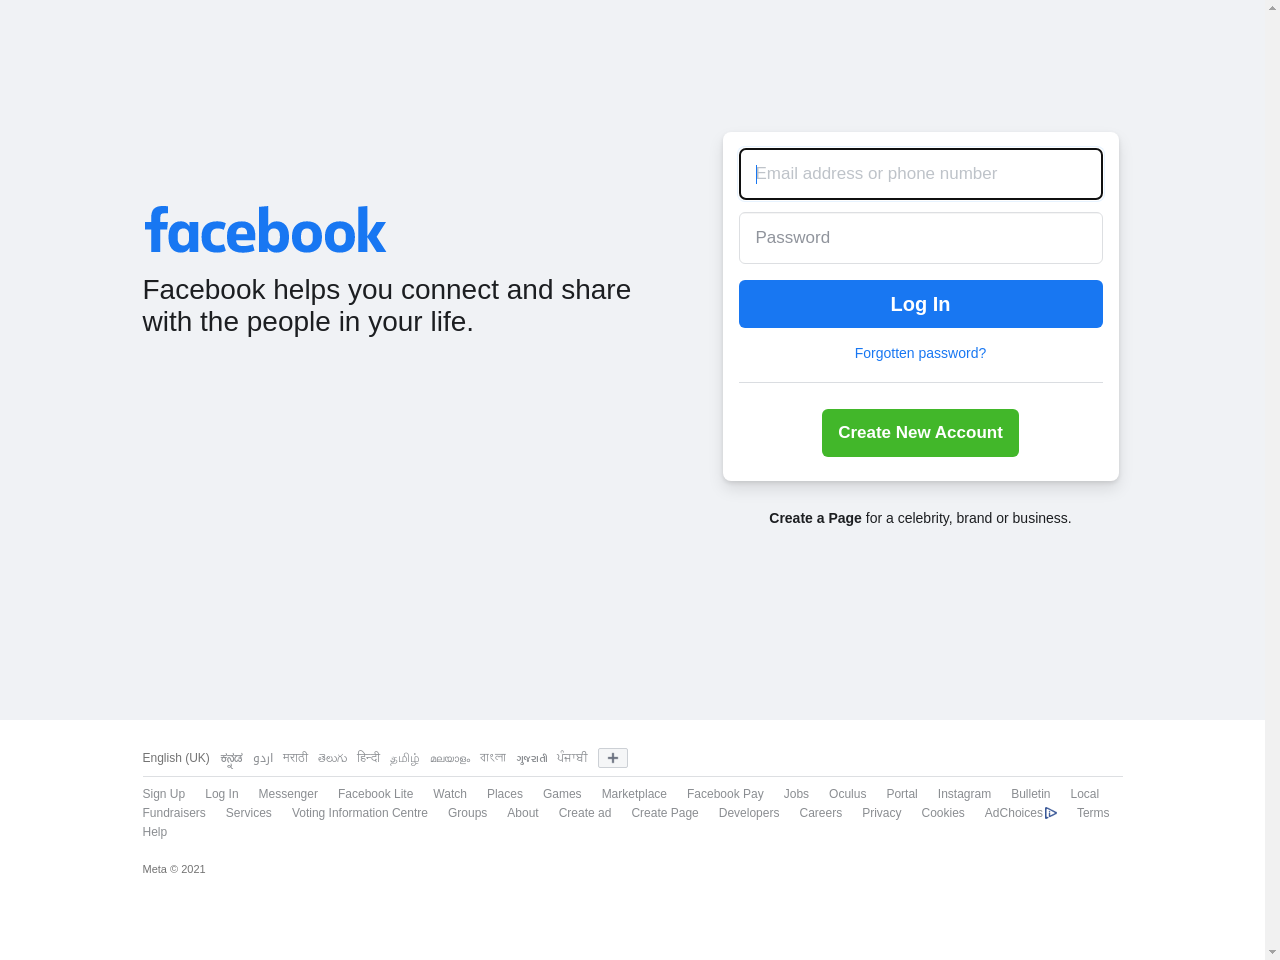 facebook
Facebook helps you connect and share
with the people in your life.
Email address or phone number
Password
Log In
Forgotten password?
Create New Account
Create a Page for a celebrity, brand or business.
English (UK) ಕನ್ನಡ اردو मराठी తెలుగు हिन्दी தமிழ் മലയാളം বাংলা ગુજરાતી ਪੰਜਾਬੀ
Sign Up Log In Messenger Facebook Lite Watch Places Games Marketplace Facebook Pay Jobs Oculus Portal Instagram Bulletin Local
Fundraisers Services Voting Information Centre Groups About Create ad Create Page Developers Careers Privacy Cookies AdChoices Terms
Help
Meta © 2021